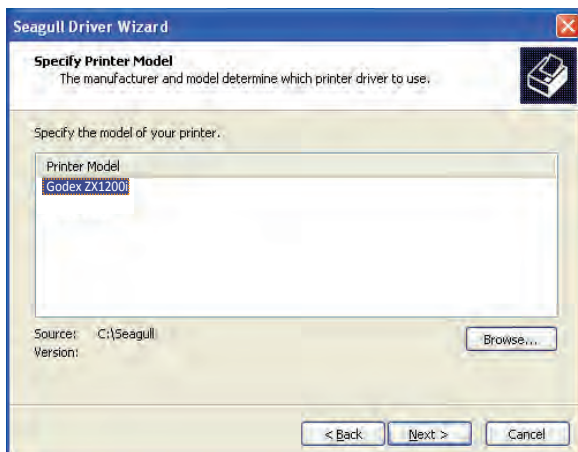 Seagull Driver Wizard
Specify Printer Model
The manufacturer and model determine which printer driver to use.
Specify the model of your printer.
Printer Model
Godex ZX1200i
Source: C:\Seagull
Browse...
Version:
< Back Next > Cancel